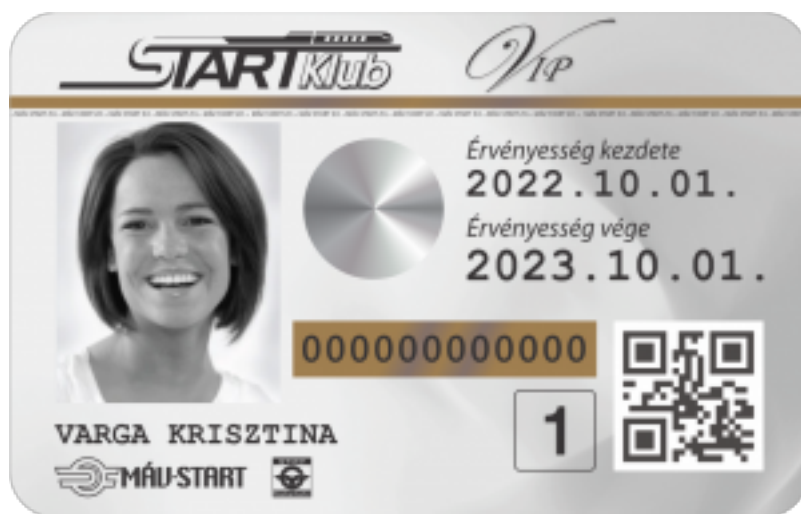 START Klub
VIP
Érvényesség kezdete
2022.10.01.
Érvényesség vége
2023.10.01.
000000000000
1
VARGA KRISZTINA
MÁV-START